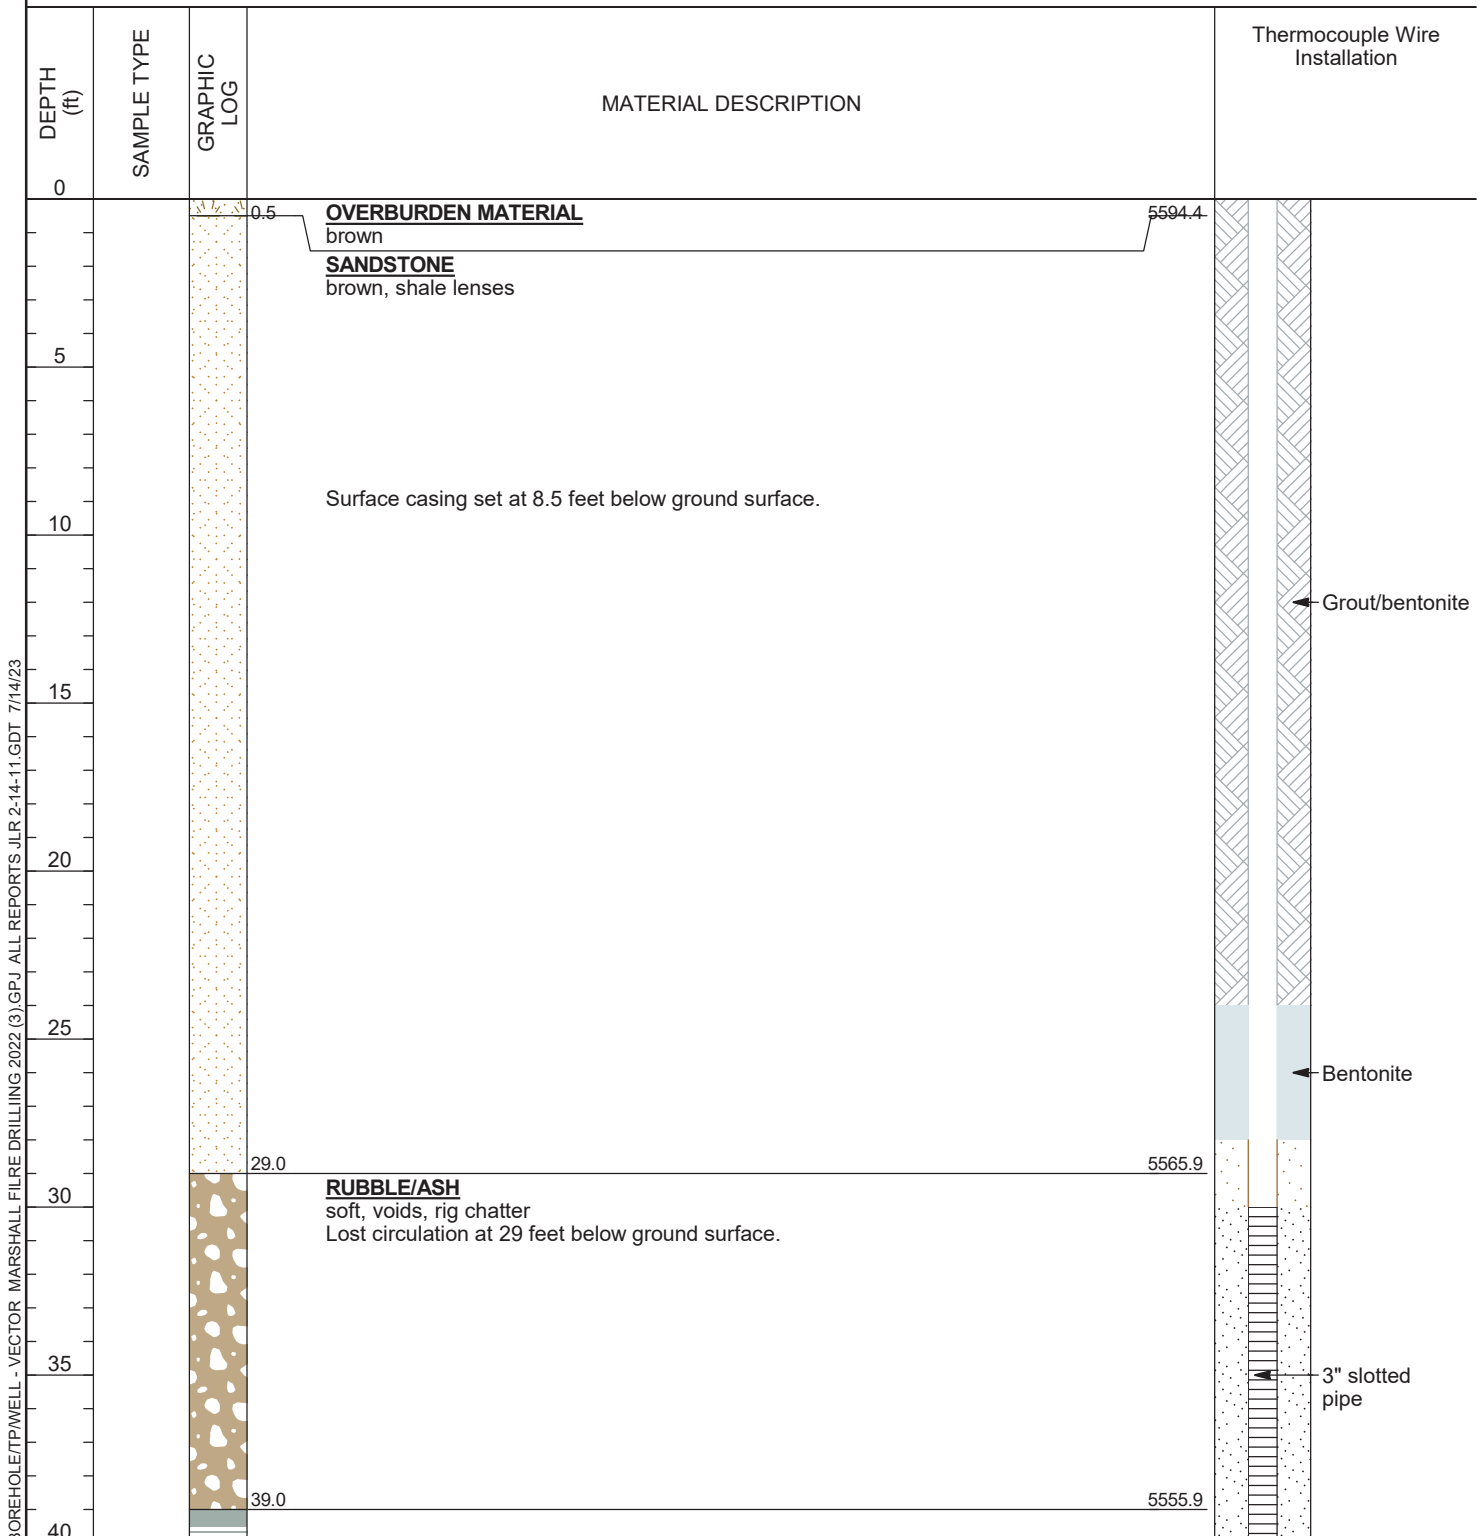 DEPTH
(ft)
SAMPLE TYPE
GRAPHIC
LOG
MATERIAL DESCRIPTION
Thermocouple Wire
Installation
0
0.5
OVERBURDEN MATERIAL
5594.4
brown
SANDSTONE
brown, shale lenses
5
Surface casing set at 8.5 feet below ground surface.
10
Grout/bentonite
15
20
25
Bentonite
29.0
5565.9
RUBBLE/ASH
30
soft, voids, rig chatter
Lost circulation at 29 feet below ground surface.
35
3" slotted
pipe
39.0
5555.9
40
BOREHOLE/TP/WELL - VECTOR MARSHALL FILRE DRILLIING 2022 (3).GPJ ALL REPORTS JLR 2-14-11.GDT 7/14/23